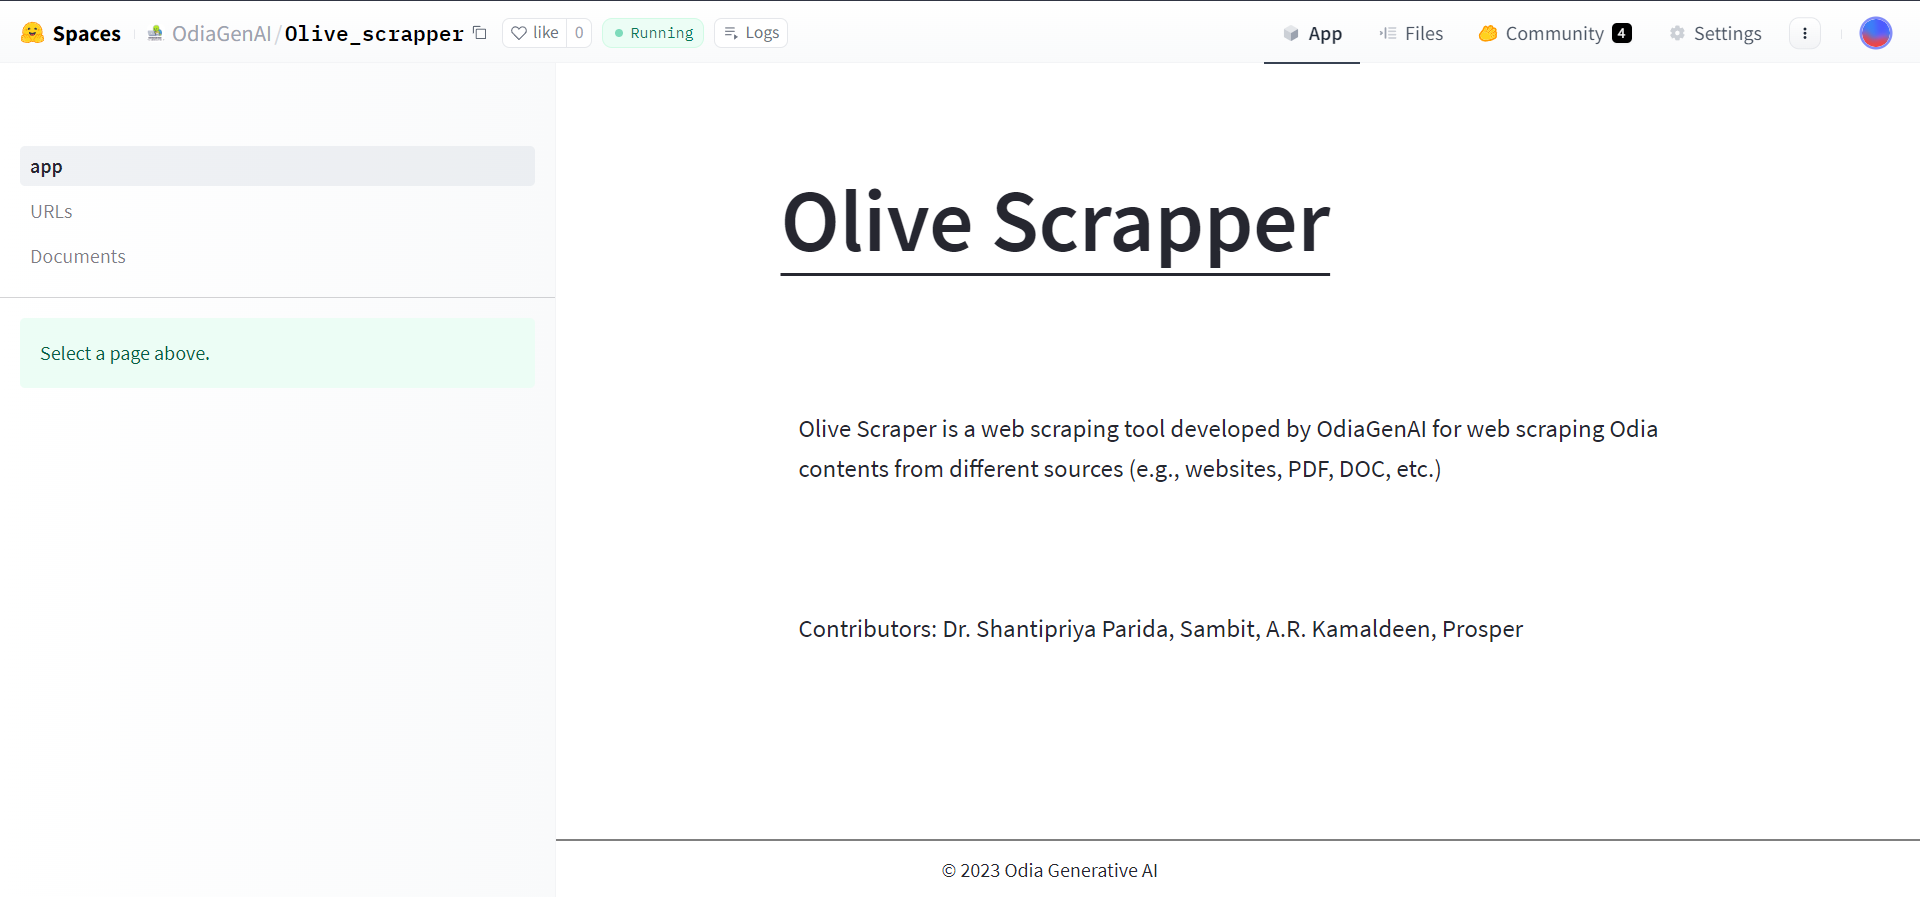 Spaces OdiaGenAI/Olive_scrapper like 0 Running Logs App Files Community 4 Settings
app
URLs
Documents
Select a page above.
Olive Scrapper
Olive Scraper is a web scraping tool developed by OdiaGenAI for web scraping Odia
contents from different sources (e.g., websites, PDF, DOC, etc.)
Contributors: Dr. Shantipriya Parida, Sambit, A.R. Kamaldeen, Prosper
© 2023 Odia Generative AI